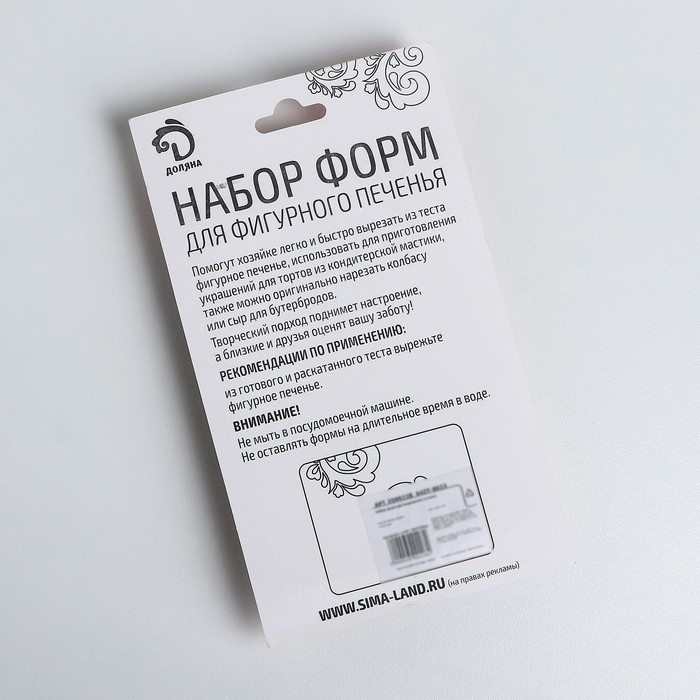 ДОЛЯНА
НАБОР ФОРМ
ДЛЯ ФИГУРНОГО ПЕЧЕНЬЯ
Помогут хозяйке легко и быстро вырезать из теста
фигурное печенье, использовать для приготовления
украшений для тортов из кондитерской мастики,
также можно оригинально нарезать колбасу
или сыр для бутербродов.
Творческий подход поднимет настроение,
а близкие и друзья оценят вашу заботу!
РЕКОМЕНДАЦИИ ПО ПРИМЕНЕНИЮ:
из готового и раскатанного теста вырежьте
фигурное печенье.
ВНИМАНИЕ!
Не мыть в посудомоечной машине.
Не оставлять формы на длительное время в воде.
WWW.SIMA-LAND.RU (на правах рекламы)